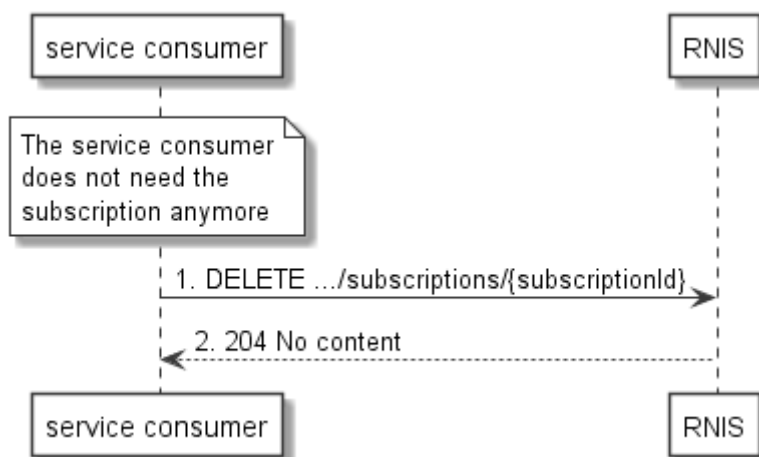 service consumer
RNIS
The service consumer
does not need the
subscription anymore
1. DELETE .../subscriptions/{subscriptionId}
2. 204 No content
service consumer
RNIS